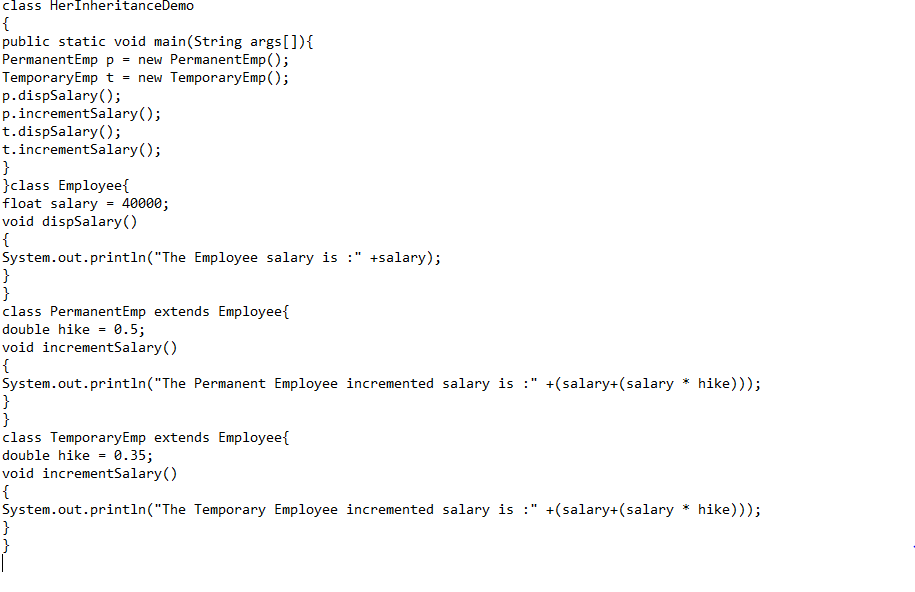 class HerInheritanceDemo
{
public static void main(String args[]){
PermanentEmp p = new PermanentEmp();
TemporaryEmp t = new TemporaryEmp();
p.dispSalary();
p.incrementSalary();
t.dispSalary();
t.incrementSalary();
}
}class Employee{
float salary = 40000;
void dispSalary()
{
System.out.println("The Employee salary is :" +salary);
}
}
class PermanentEmp extends Employee{
double hike = 0.5;
void incrementSalary()
{
System.out.println("The Permanent Employee incremented salary is :" +(salary+(salary * hike)));
}
}
class TemporaryEmp extends Employee{
double hike = 0.35;
void incrementSalary()
{
System.out.println("The Temporary Employee incremented salary is :" +(salary+(salary * hike)));
}
}